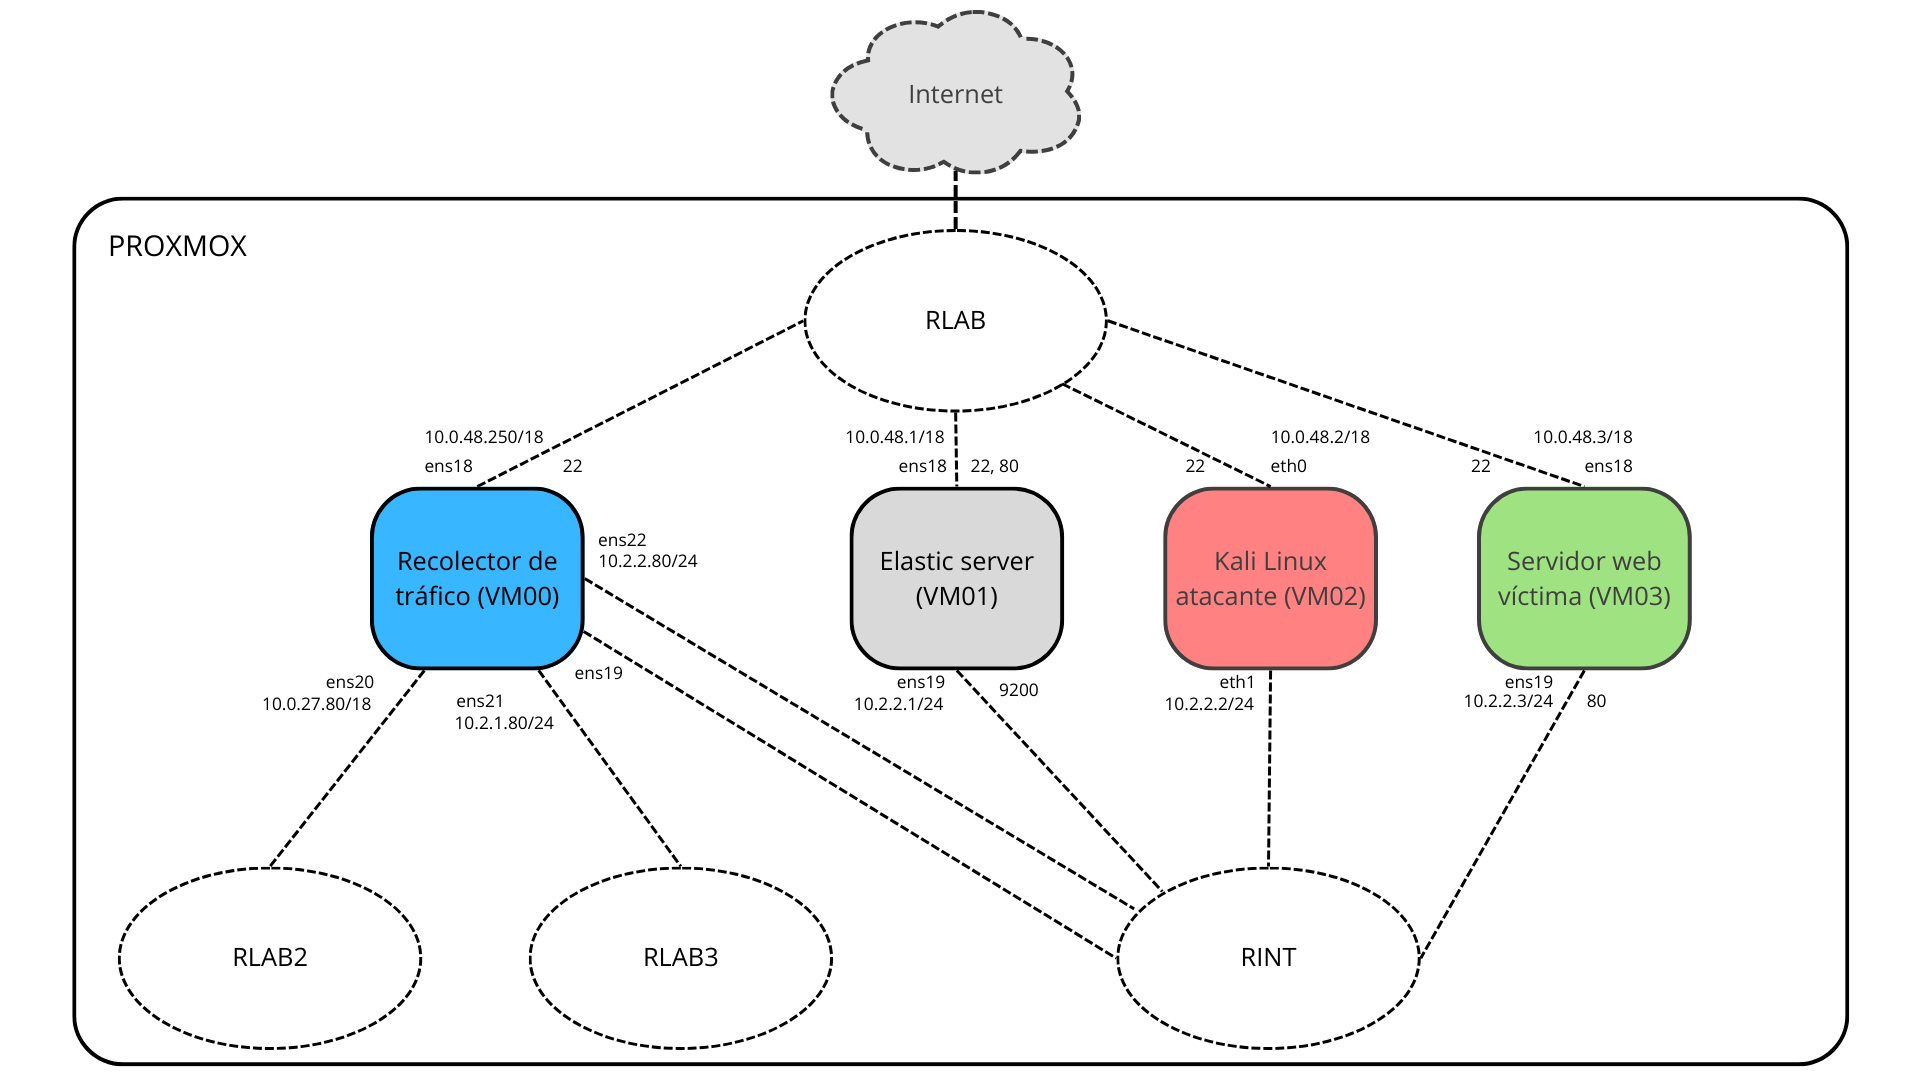 Internet
PROXMOX
RLAB
10.0.48.250/18
ens18
22
10.0.48.1/18
ens18
22, 80
10.0.48.2/18
22
eth0
10.0.48.3/18
22
ens18
Recolector de
tráfico (VM00)
ens22
10.2.2.80/24
Elastic server
(VM01)
Kali Linux
atacante (VM02)
Servidor web
víctima (VM03)
ens20
10.0.27.80/18
ens21
10.2.1.80/24
ens19
ens19
10.2.2.1/24
9200
eth1
10.2.2.2/24
ens19
10.2.2.3/24
80
RLAB2
RLAB3
RINT